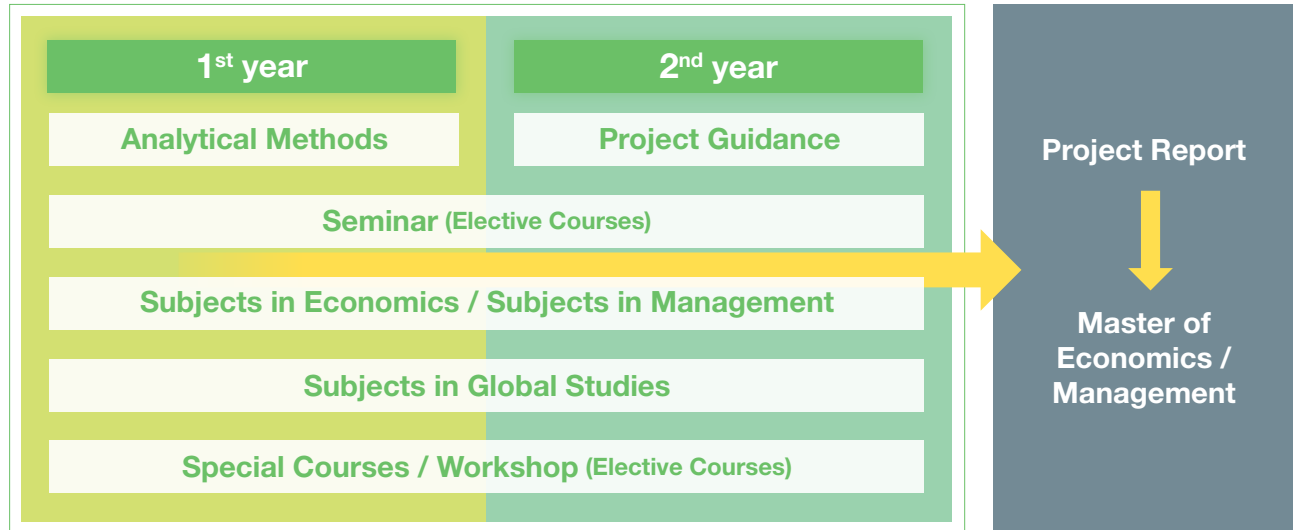 1st year
2nd year
Analytical Methods
Project Guidance
Seminar (Elective Courses)
Subjects in Economics / Subjects in Management
Subjects in Global Studies
Special Courses / Workshop (Elective Courses)
Project Report
Master of
Economics /
Management